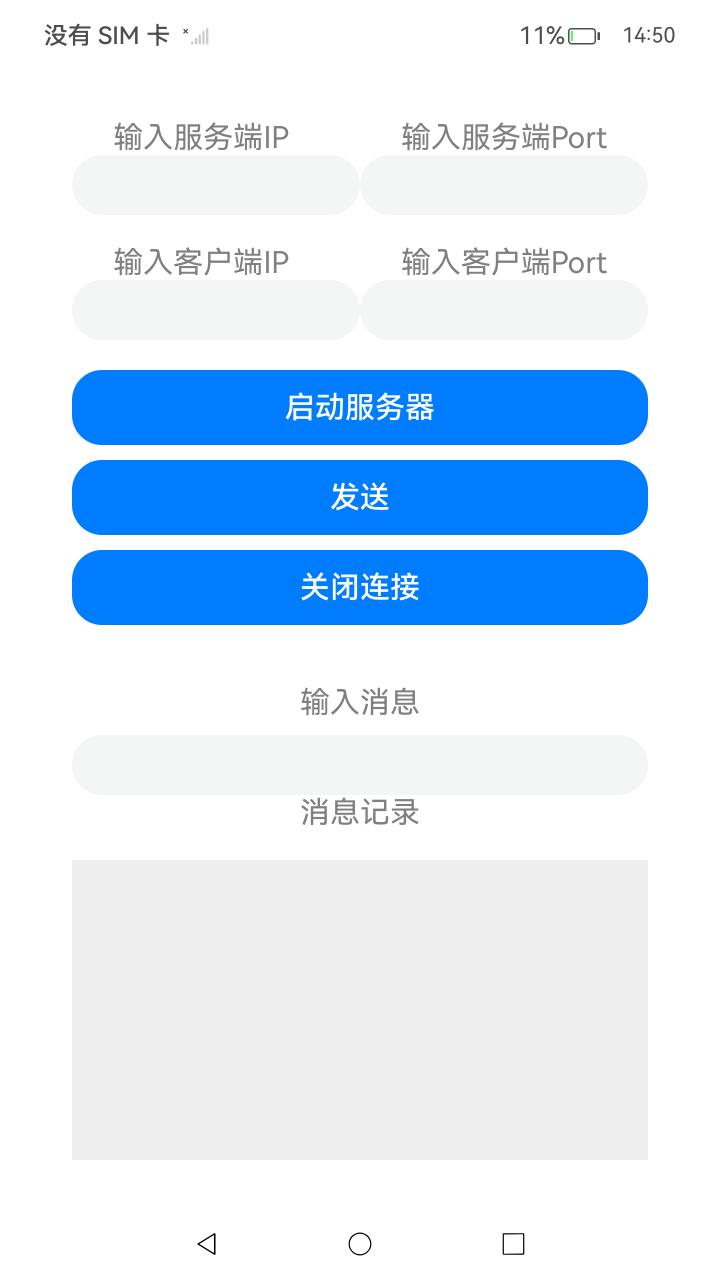 没有 SIM 卡 11% 14:50
输入服务端IP 输入服务端Port
输入客户端IP 输入客户端Port
启动服务器
发送
关闭连接
输入消息
消息记录